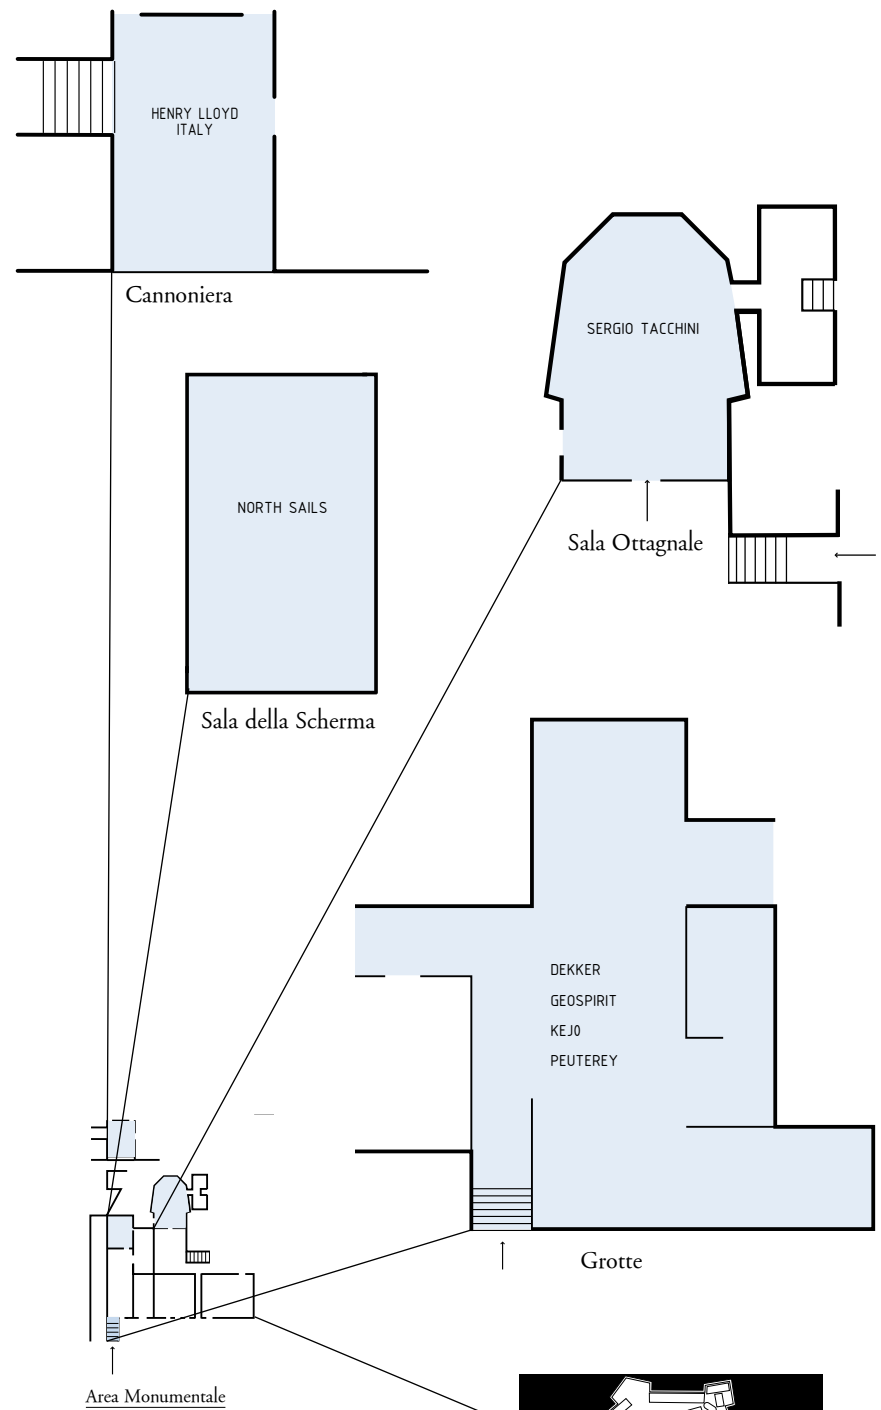 HENRY LLOYD
ITALY
Cannoniera
SERGIO TACCHINI
NORTH SAILS
Sala Ottagnale
Sala della Scherma
DEKKER
GEOSPIRIT
KEJO
PEUTEREY
Grotte
Area Monumentale